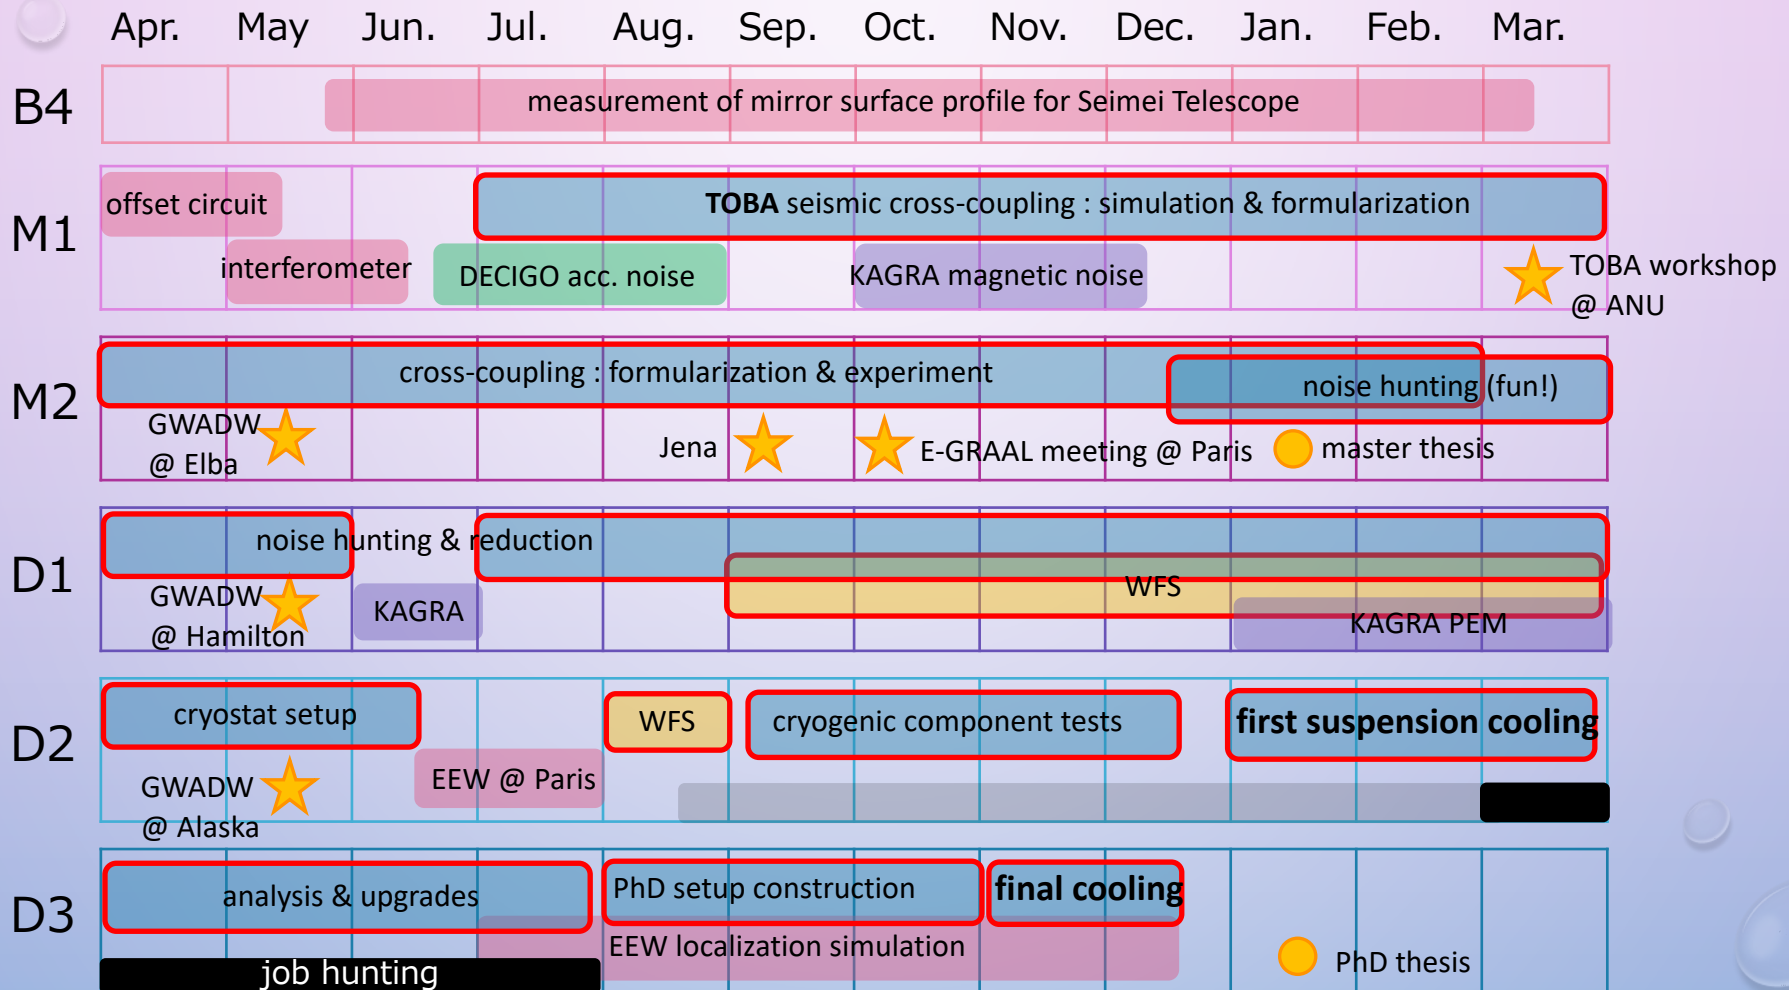 Apr. May Jun. Jul. Aug. Sep. Oct. Nov. Dec. Jan. Feb. Mar.
B4
measurement of mirror surface profile for Seimei Telescope
M1
offset circuit
TOBA seismic cross-coupling : simulation & formularization
interferometer
DECIGO acc. noise
KAGRA magnetic noise
TOBA workshop
@ ANU
M2
cross-coupling : formularization & experiment
noise hunting (fun!)
GWADW
@ Elba
Jena
E-GRAAL meeting @ Paris
master thesis
D1
noise hunting & reduction
WFS
GWADW
@ Hamilton
KAGRA
KAGRA PEM
D2
cryostat setup
WFS
cryogenic component tests
first suspension cooling
GWADW
@ Alaska
EEW @ Paris
D3
analysis & upgrades
PhD setup construction
final cooling
EEW localization simulation
job hunting
PhD thesis